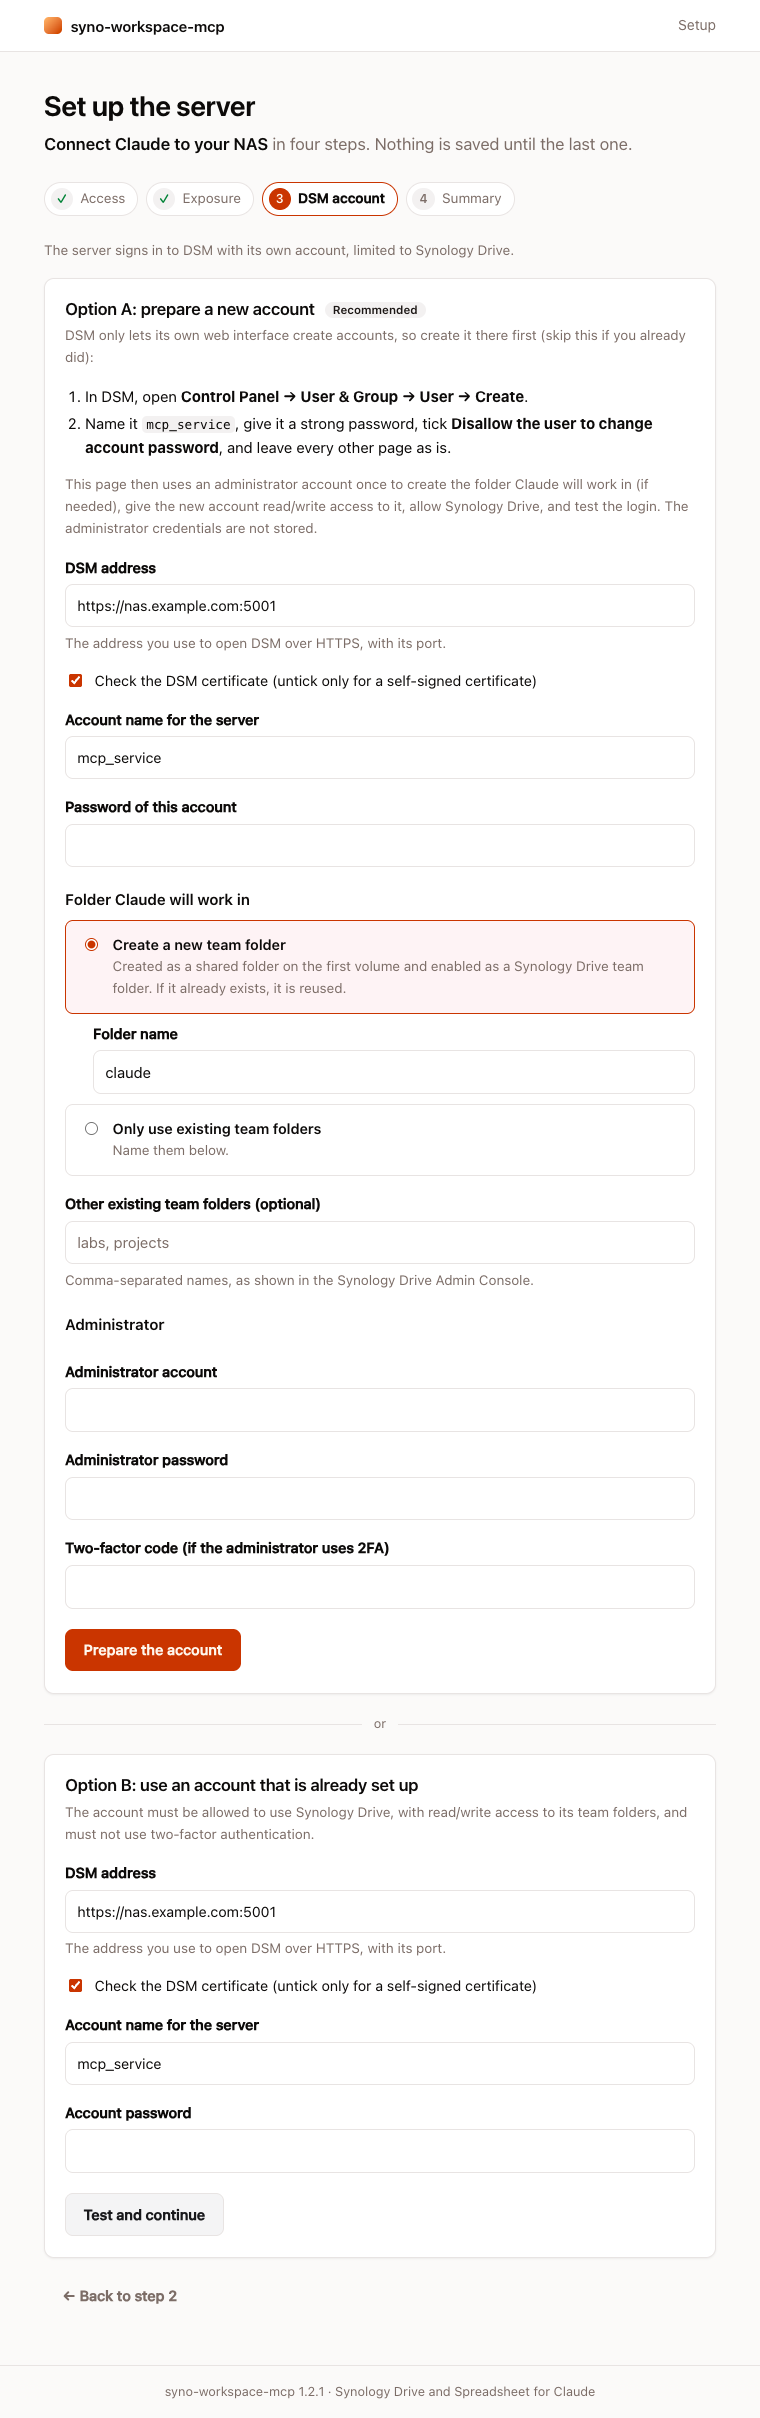 syno-workspace-mcp
Setup
Set up the server
Connect Claude to your NAS in four steps. Nothing is saved until the last one.
✓ Access
✓ Exposure
3 DSM account
4 Summary
The server signs in to DSM with its own account, limited to Synology Drive.
Option A: prepare a new account Recommended
DSM only lets its own web interface create accounts, so create it there first (skip this if you already
did):
1. In DSM, open Control Panel → User & Group → User → Create.
2. Name it mcp_service, give it a strong password, tick Disallow the user to change
account password, and leave every other page as is.
This page then uses an administrator account once to create the folder Claude will work in (if
needed), give the new account read/write access to it, allow Synology Drive, and test the login. The
administrator credentials are not stored.
DSM address
https://nas.example.com:5001
The address you use to open DSM over HTTPS, with its port.
Check the DSM certificate (untick only for a self-signed certificate)
Account name for the server
mcp_service
Password of this account
Folder Claude will work in
Create a new team folder
Created as a shared folder on the first volume and enabled as a Synology Drive team
folder. If it already exists, it is reused.
Folder name
claude
Only use existing team folders
Name them below.
Other existing team folders (optional)
labs, projects
Comma-separated names, as shown in the Synology Drive Admin Console.
Administrator
Administrator account
Administrator password
Two-factor code (if the administrator uses 2FA)
Prepare the account
or
Option B: use an account that is already set up
The account must be allowed to use Synology Drive, with read/write access to its team folders, and
must not use two-factor authentication.
DSM address
https://nas.example.com:5001
The address you use to open DSM over HTTPS, with its port.
Check the DSM certificate (untick only for a self-signed certificate)
Account name for the server
mcp_service
Account password
Test and continue
← Back to step 2
syno-workspace-mcp 1.2.1 · Synology Drive and Spreadsheet for Claude